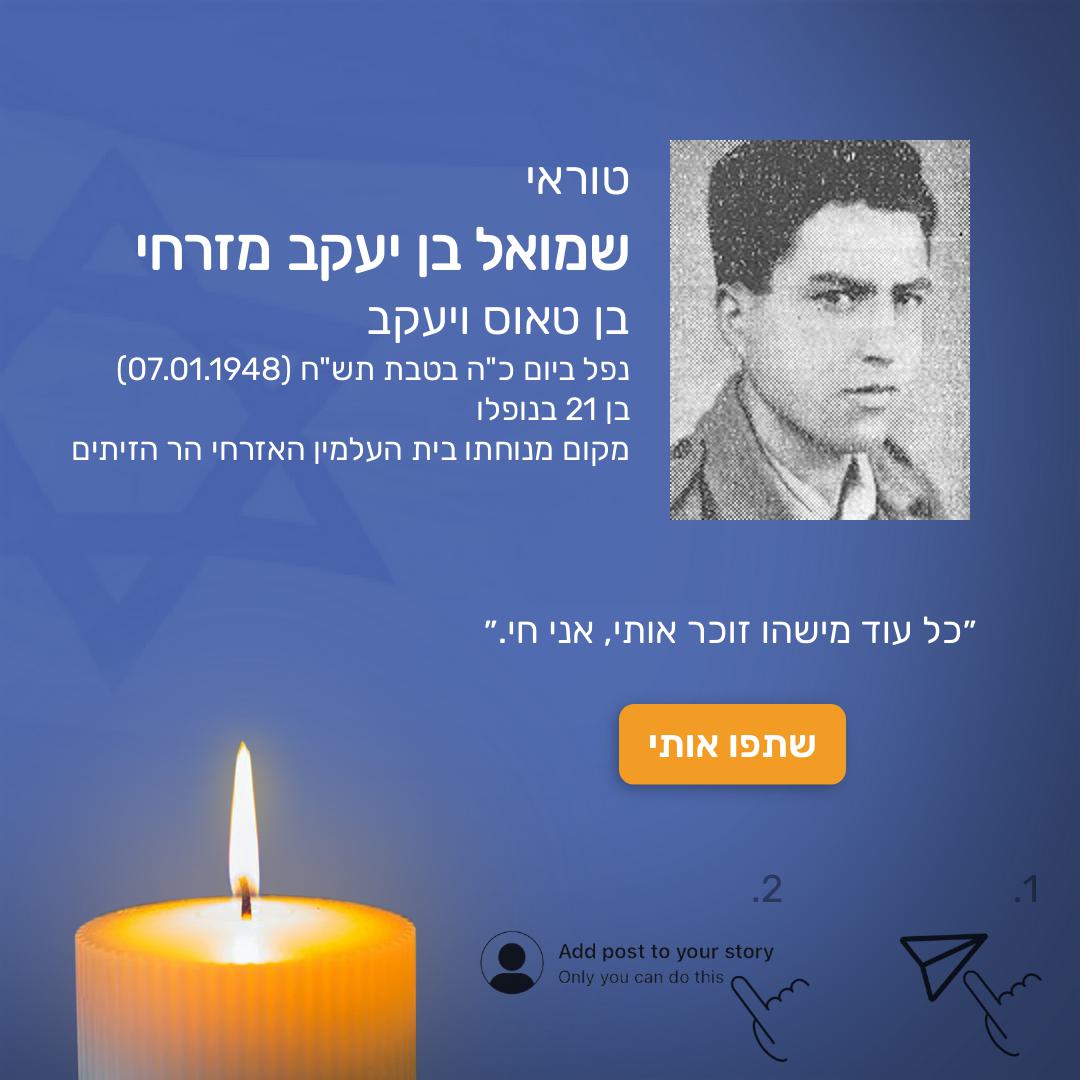 טוראי
שמואל בן יעקב מזרחי
בן טאוס ויעקב
נפל ביום כ"ה בטבת תש"ח (07.01.1948)
בן 21 בנופלו
מקום מנוחתו בית העלמין האזרחי הר הזיתים
״כל עוד מישהו זוכר אותי, אני חי.״
שתפו אותי
1.
2.
Add post to your story
Only you can do this